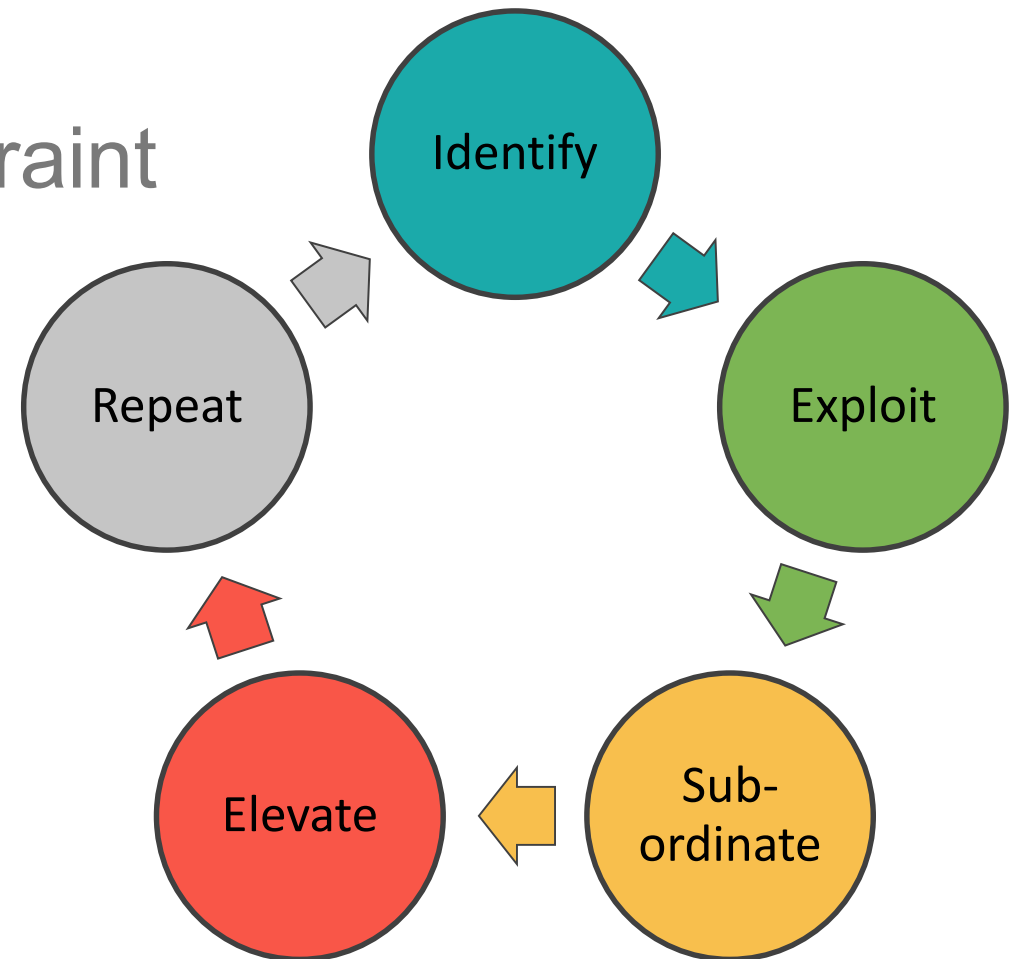 raint
Identify
Exploit
Sub-
ordinate
Elevate
Repeat